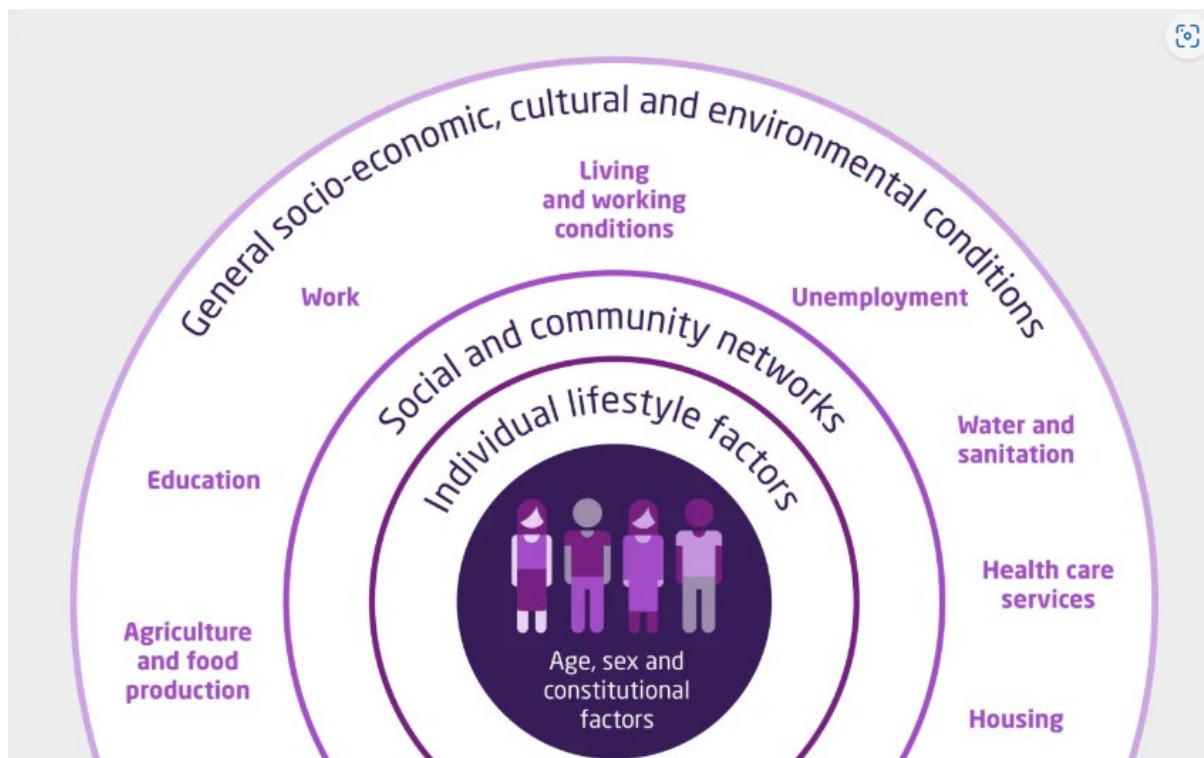 General socio-economic, cultural and environmental conditions
Living
and working
conditions
Work
Unemployment
Social and community networks
Individual lifestyle factors
Education
Water and
sanitation
Health care
services
Agriculture
and food
production
Age, sex and
constitutional
factors
Housing